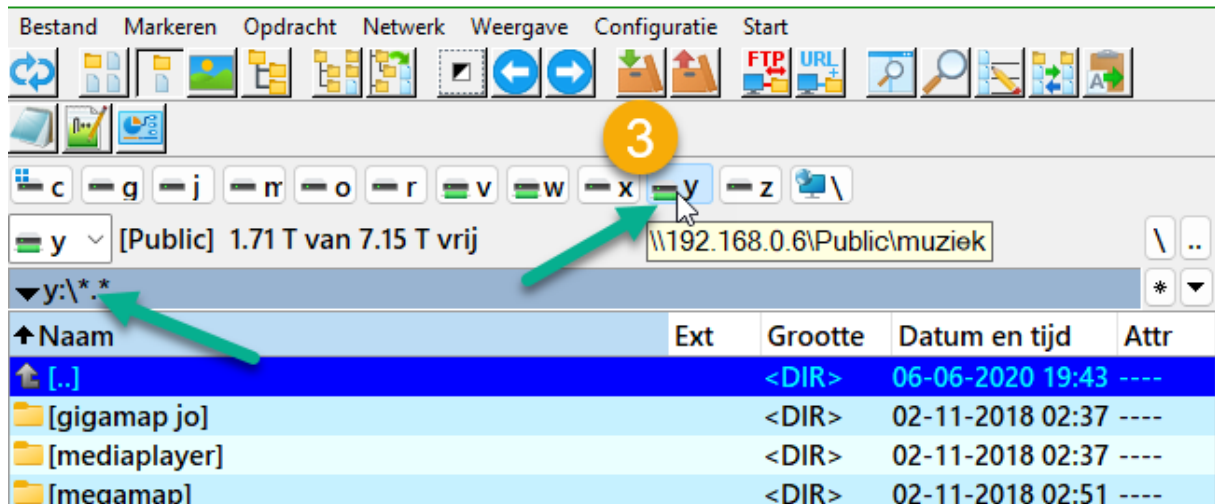 Bestand Markeren Opdracht Netwerk Weergave Configuratie Start
FTP URL
3
c g j m o r v w x y z \
y [Public] 1.71 T van 7.15 T vrij \ ..
\\192.168.0.6\Public\muziek
y:\*.* *
Naam Ext Grootte Datum en tijd Attr
[..] <DIR> 06-06-2020 19:43 ----
[gigamap jo] <DIR> 02-11-2018 02:37 ----
[mediaplayer] <DIR> 02-11-2018 02:37 ----
[megamap] <DIR> 02-11-2018 02:51 ----